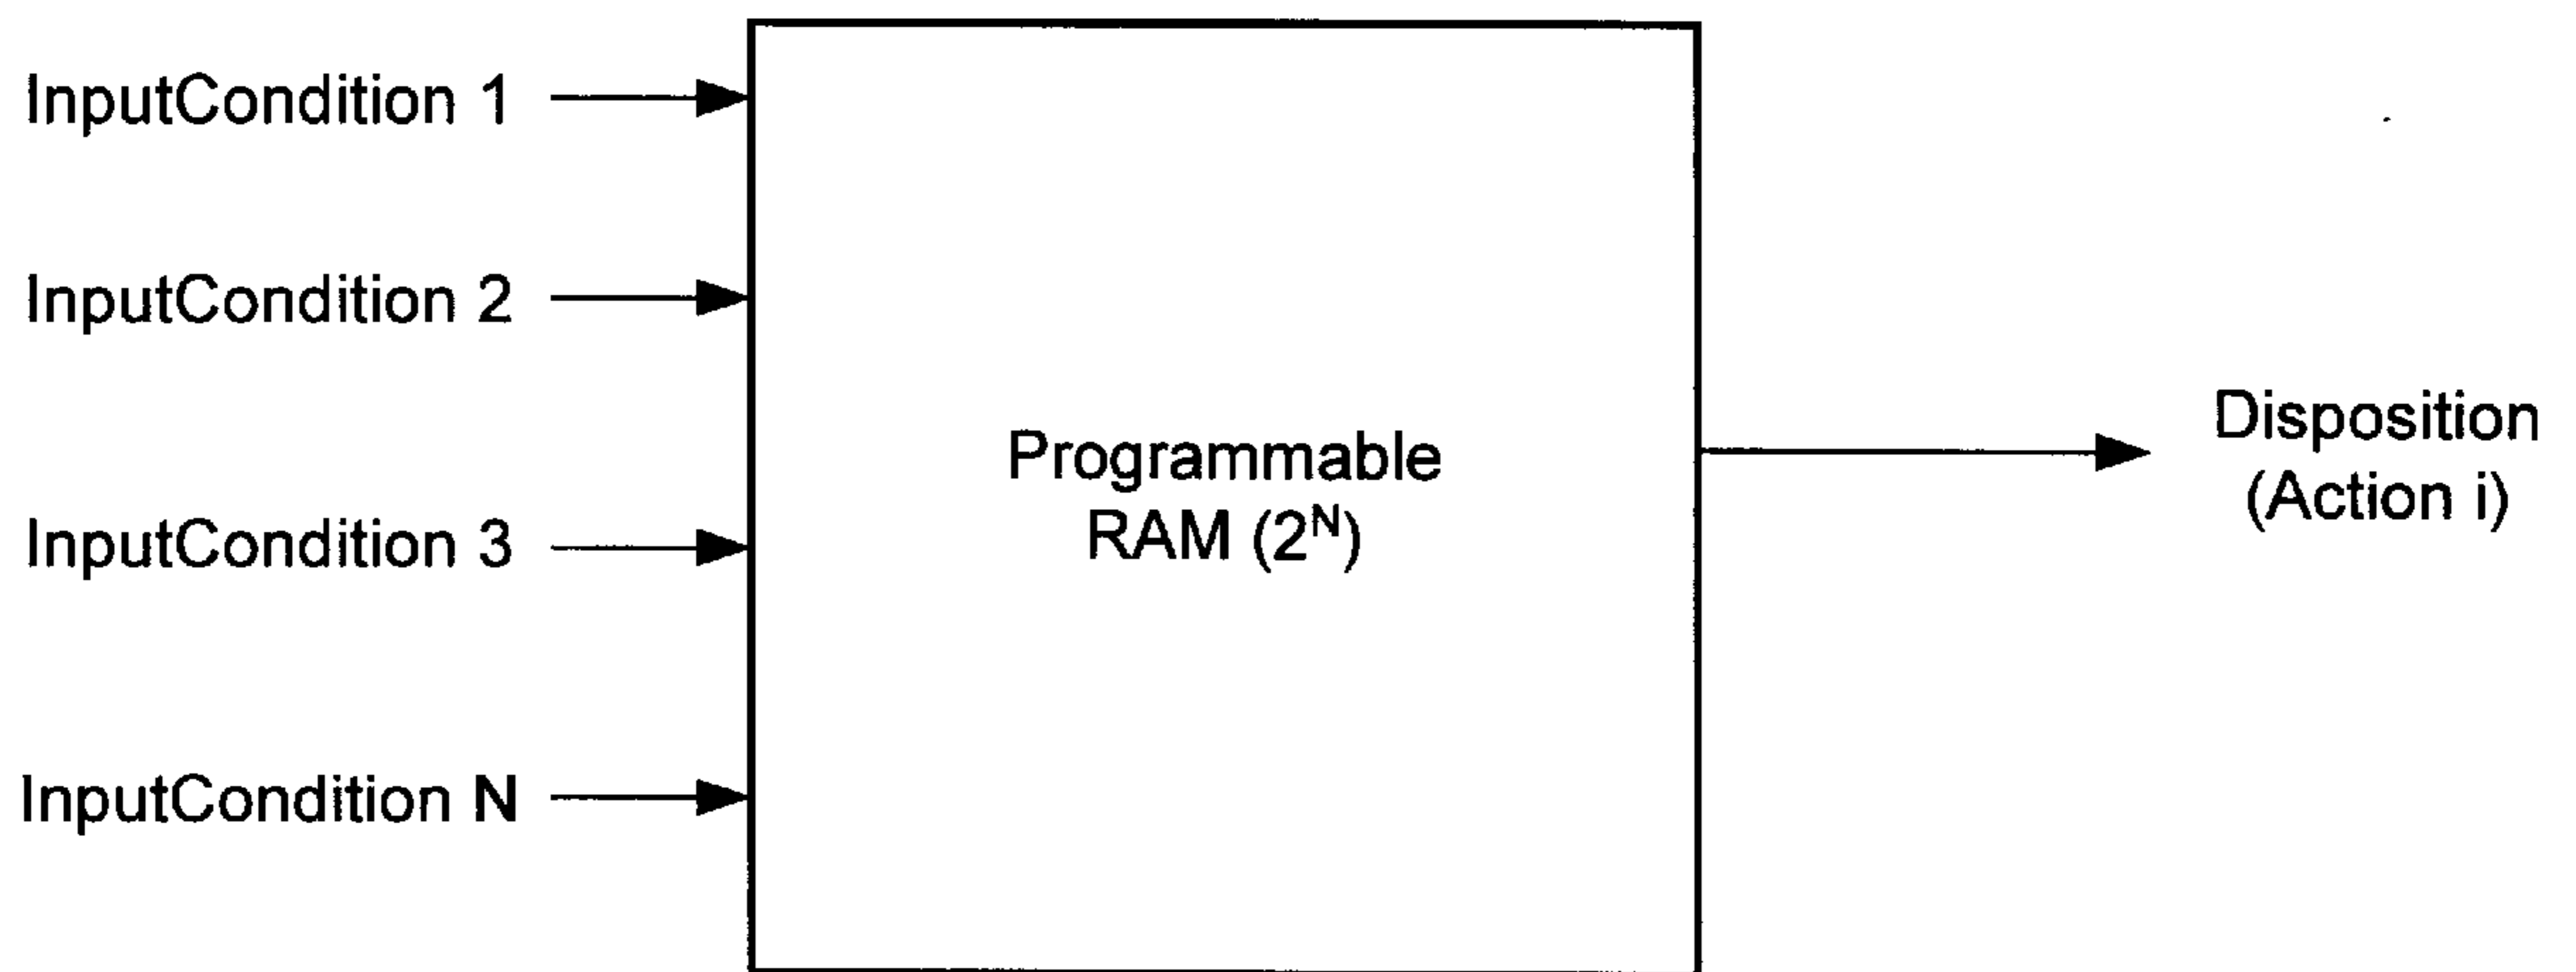 InputCondition 1
InputCondition 2
InputCondition 3
InputCondition N
Programmable
RAM (2^N)
Disposition
(Action i)